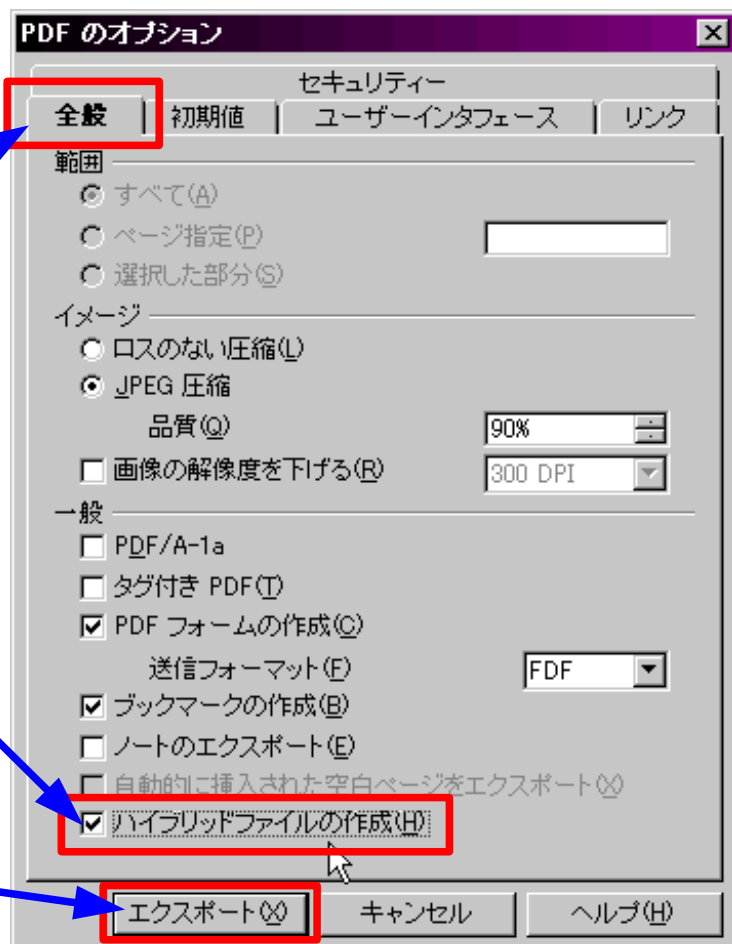 PDF のオプション
セキュリティー
全般 初期値 ユーザーインタフェース リンク
範囲
すべて(A)
ページ指定(P)
選択した部分(S)
イメージ
ロスのない圧縮(L)
JPEG 圧縮
品質(Q) 90%
画像の解像度を下げる(R) 300 DPI
一般
PDF/A-1a
タグ付き PDF(T)
PDF フォームの作成(C)
送信フォーマット(F) FDF
ブックマークの作成(B)
ノートのエクスポート(E)
自動的に挿入された空白ページをエクスポート(X)
ハイブリッドファイルの作成(H)
エクスポート(X) キャンセル ヘルプ(H)